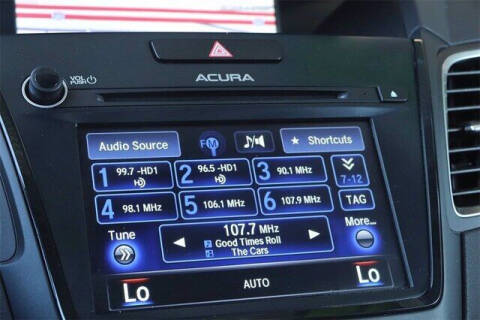 VOL
PUSH
ACURA
Audio Source
FM
★ Shortcuts
1 99.7 -HD1
2 96.5 -HD1
3 90.1 MHz
7-12
4 98.1 MHz
5 106.1 MHz
6 107.9 MHz
TAG
Tune
107.7 MHz
Good Times Roll
The Cars
More...
Lo
AUTO
Lo